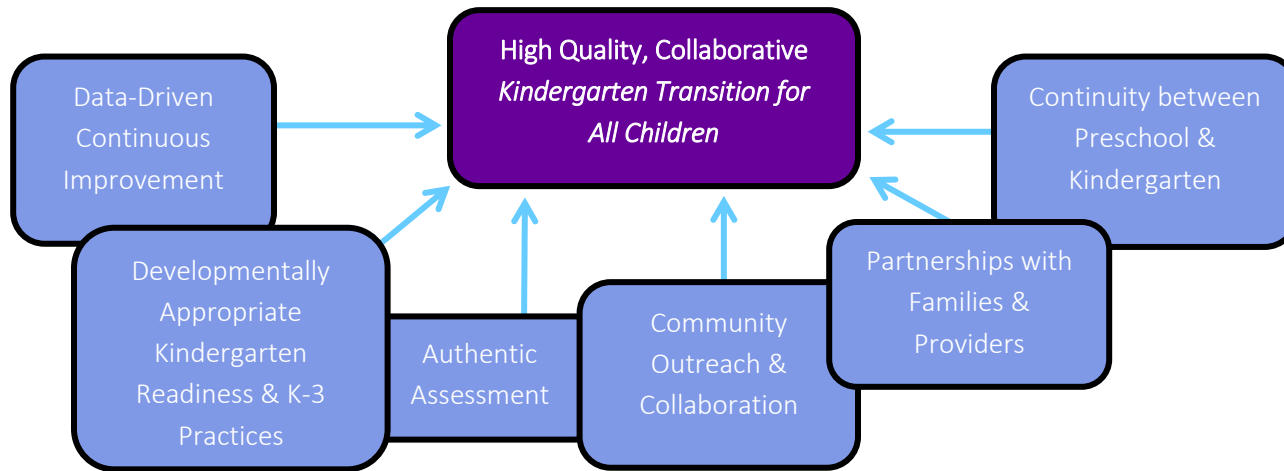 High Quality, Collaborative
Kindergarten Transition for
All Children
Data-Driven
Continuous
Improvement
Developmentally
Appropriate
Kindergarten
Readiness & K-3
Practices
Authentic
Assessment
Community
Outreach &
Collaboration
Partnerships with
Families &
Providers
Continuity between
Preschool &
Kindergarten